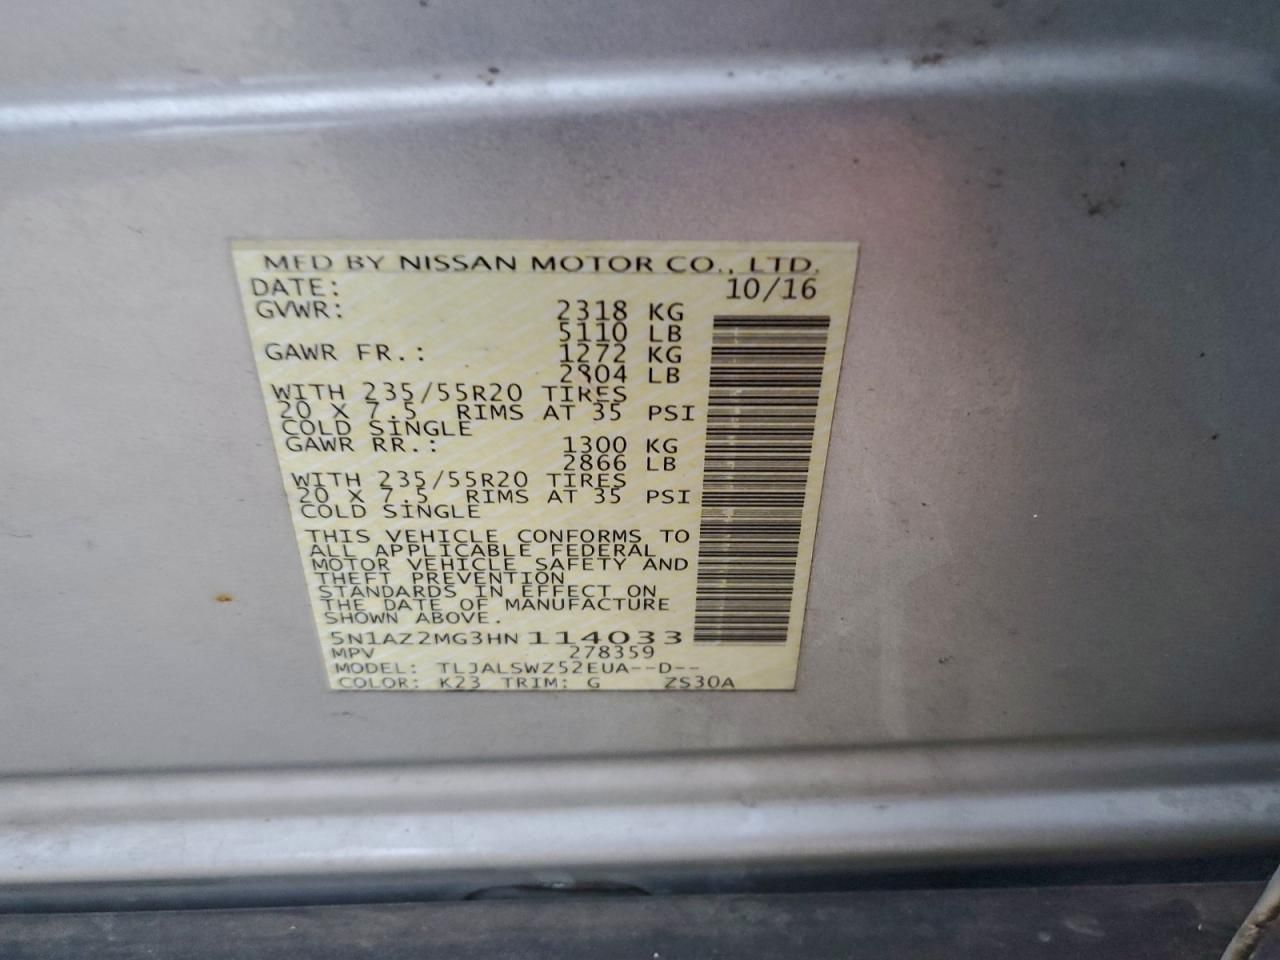 MFD BY NISSAN MOTOR CO., LTD.
DATE: 10/16
GVWR: 2318 KG
5110 LB
GAWR FR.: 1272 KG
2804 LB
WITH 235/55R20 TIRES
20 X 7.5 RIMS AT 35 PSI
COLD SINGLE
GAWR RR.: 1300 KG
2866 LB
WITH 235/55R20 TIRES
20 X 7.5 RIMS AT 35 PSI
COLD SINGLE
THIS VEHICLE CONFORMS TO
ALL APPLICABLE FEDERAL
MOTOR VEHICLE SAFETY AND
THEFT PREVENTION
STANDARDS IN EFFECT ON
THE DATE OF MANUFACTURE
SHOWN ABOVE.
5N1AZ2MG3HN114033
MPV 278359
MODEL: TLJALSWZ52EUA--D--
COLOR: K23 TRIM: G ZS30A